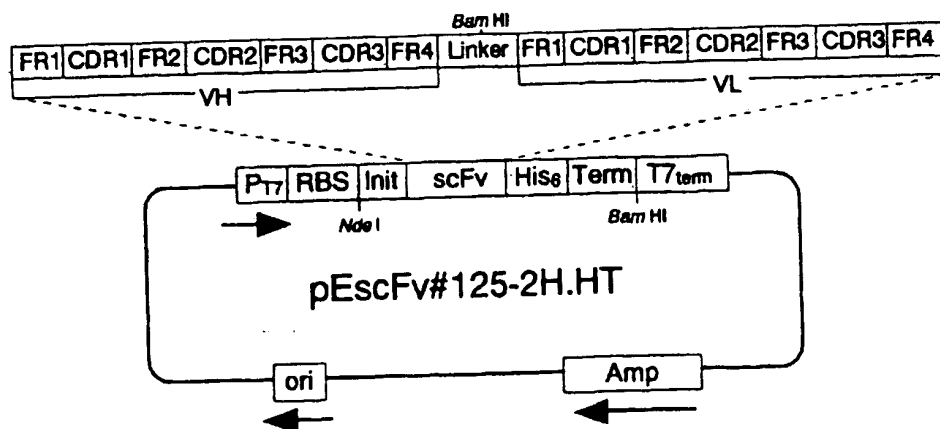 Bam HI
FR1 CDR1 FR2 CDR2 FR3 CDR3 FR4 Linker FR1 CDR1 FR2 CDR2 FR3 CDR3 FR4
VH VL
PT7 RBS Init scFv His6 Term T7term
Nde I Bam HI
pEscFv#125-2H.HT
ori Amp